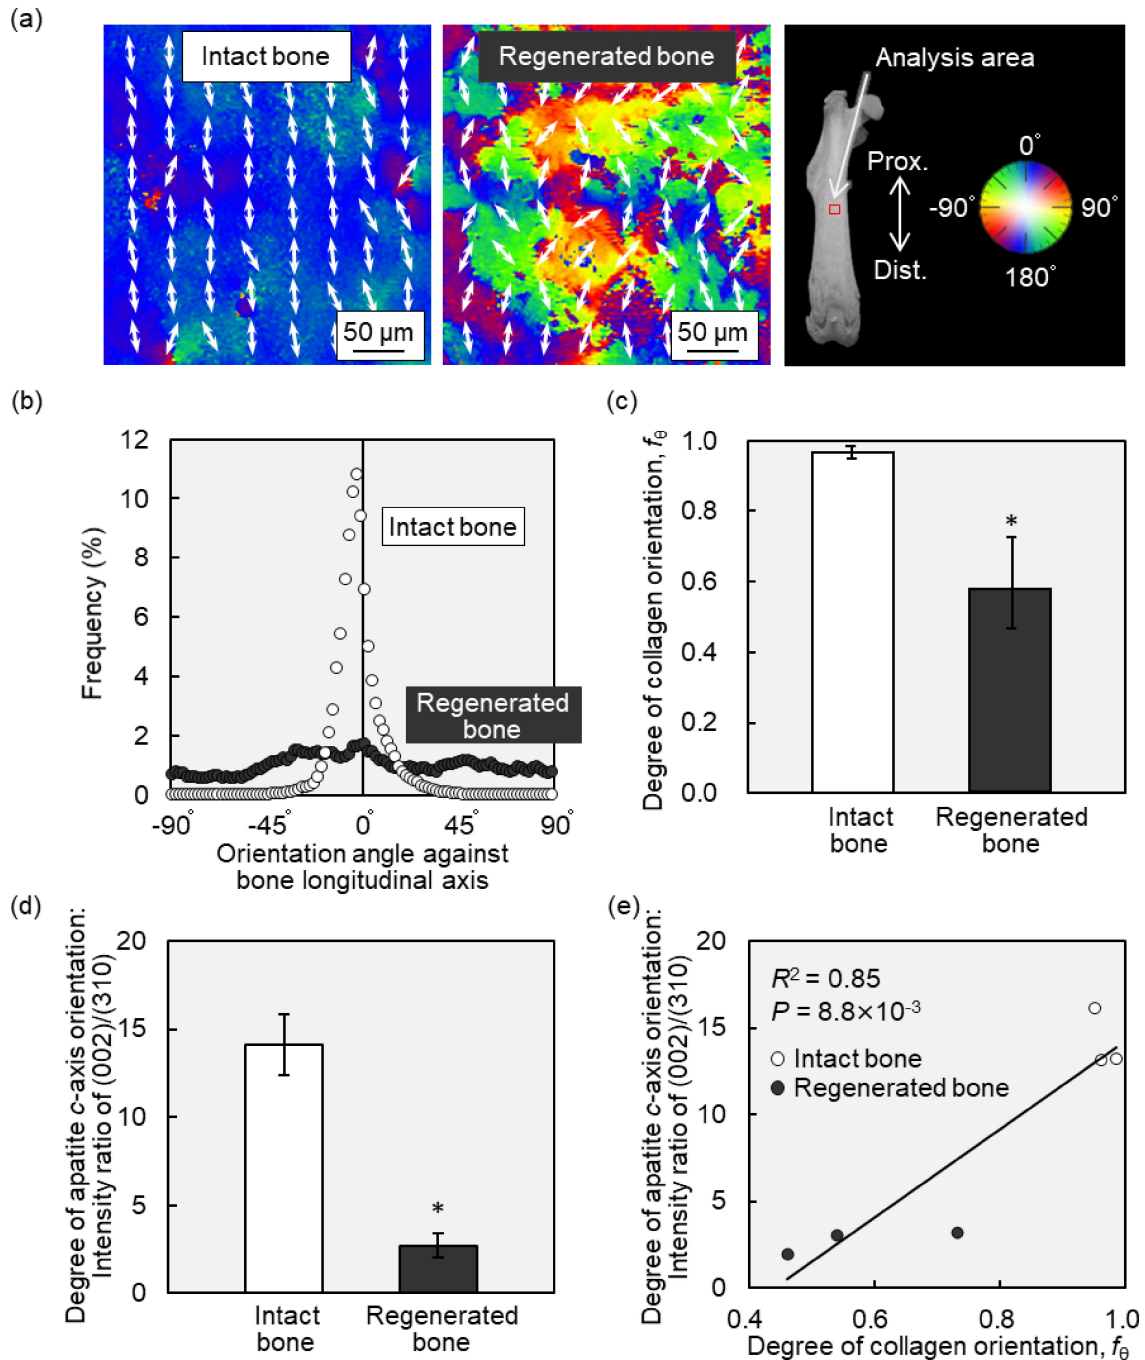 (a)
Intact bone
Regenerated bone
50 µm
50 µm
Analysis area
Prox.
Dist.
0°
-90°
90°
180°
(b)
12
10
8
6
4
2
0
Frequency (%)
Intact bone
Regenerated
bone
-90°
-45°
0°
45°
90°
Orientation angle against
bone longitudinal axis
(c)
1.0
0.8
0.6
0.4
0.2
0.0
Degree of collagen orientation, fθ
*
Intact
bone
Regenerated
bone
(d)
Degree of apatite c-axis orientation:
Intensity ratio of (002)/(310)
20
15
10
5
0
*
Intact
bone
Regenerated
bone
(e)
Degree of apatite c-axis orientation:
Intensity ratio of (002)/(310)
20
15
10
5
0
R² = 0.85
P = 8.8×10⁻³
Intact bone
Regenerated bone
0.4
0.6
0.8
1.0
Degree of collagen orientation, fθ